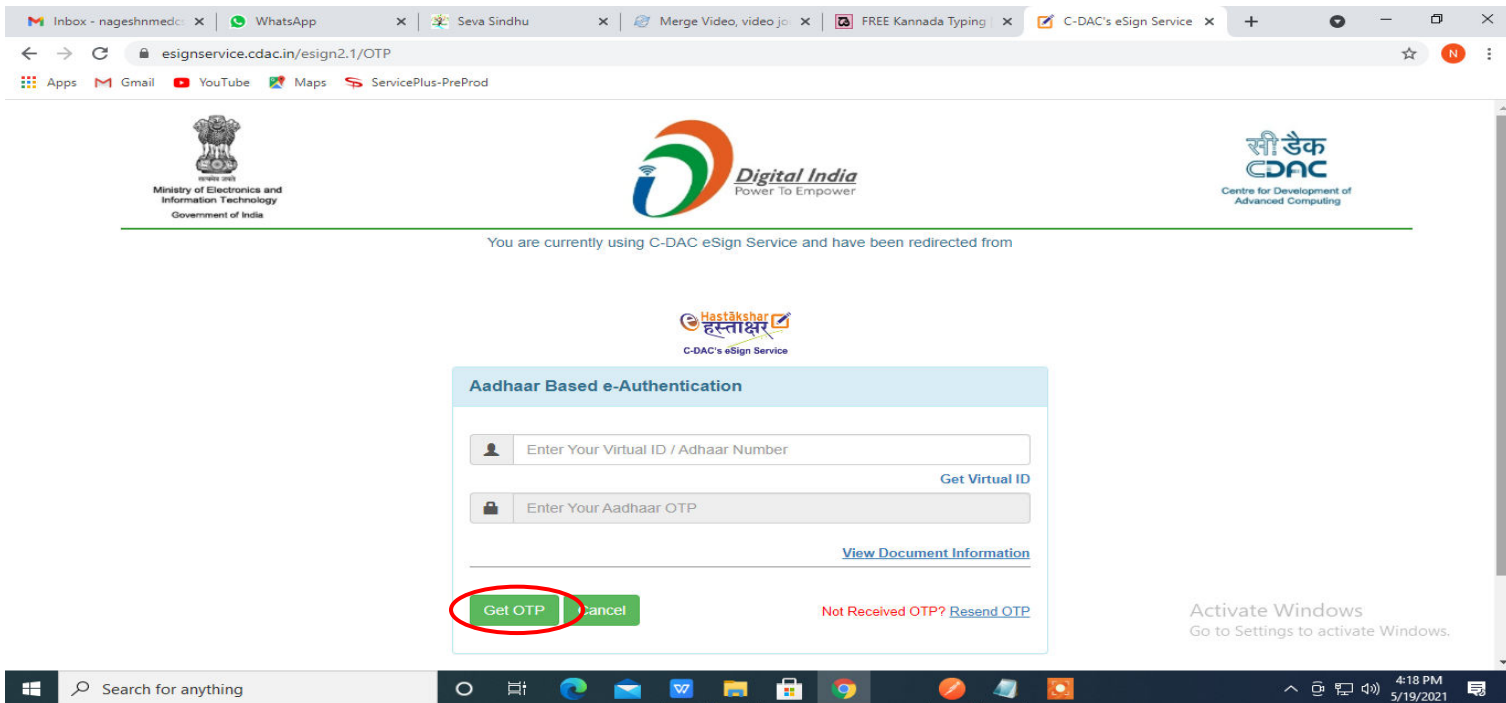 Inbox - nageshnmedc
WhatsApp
Seva Sindhu
Merge Video, video jo
FREE Kannada Typing
C-DAC's eSign Service
esignservice.cdac.in/esign2.1/OTP
N
Apps
Gmail
YouTube
Maps
ServicePlus-PreProd
सत्यमेव जयते
Ministry of Electronics and
Information Technology
Government of India
Digital India
Power To Empower
सी डैक
CDAC
Centre for Development of
Advanced Computing
You are currently using C-DAC eSign Service and have been redirected from
e Hastākshar
हस्ताक्षर
C-DAC's eSign Service
Aadhaar Based e-Authentication
Enter Your Virtual ID / Adhaar Number
Get Virtual ID
Enter Your Aadhaar OTP
View Document Information
Get OTP
Cancel
Not Received OTP? Resend OTP
Activate Windows
Go to Settings to activate Windows.
Search for anything
4:18 PM
5/19/2021